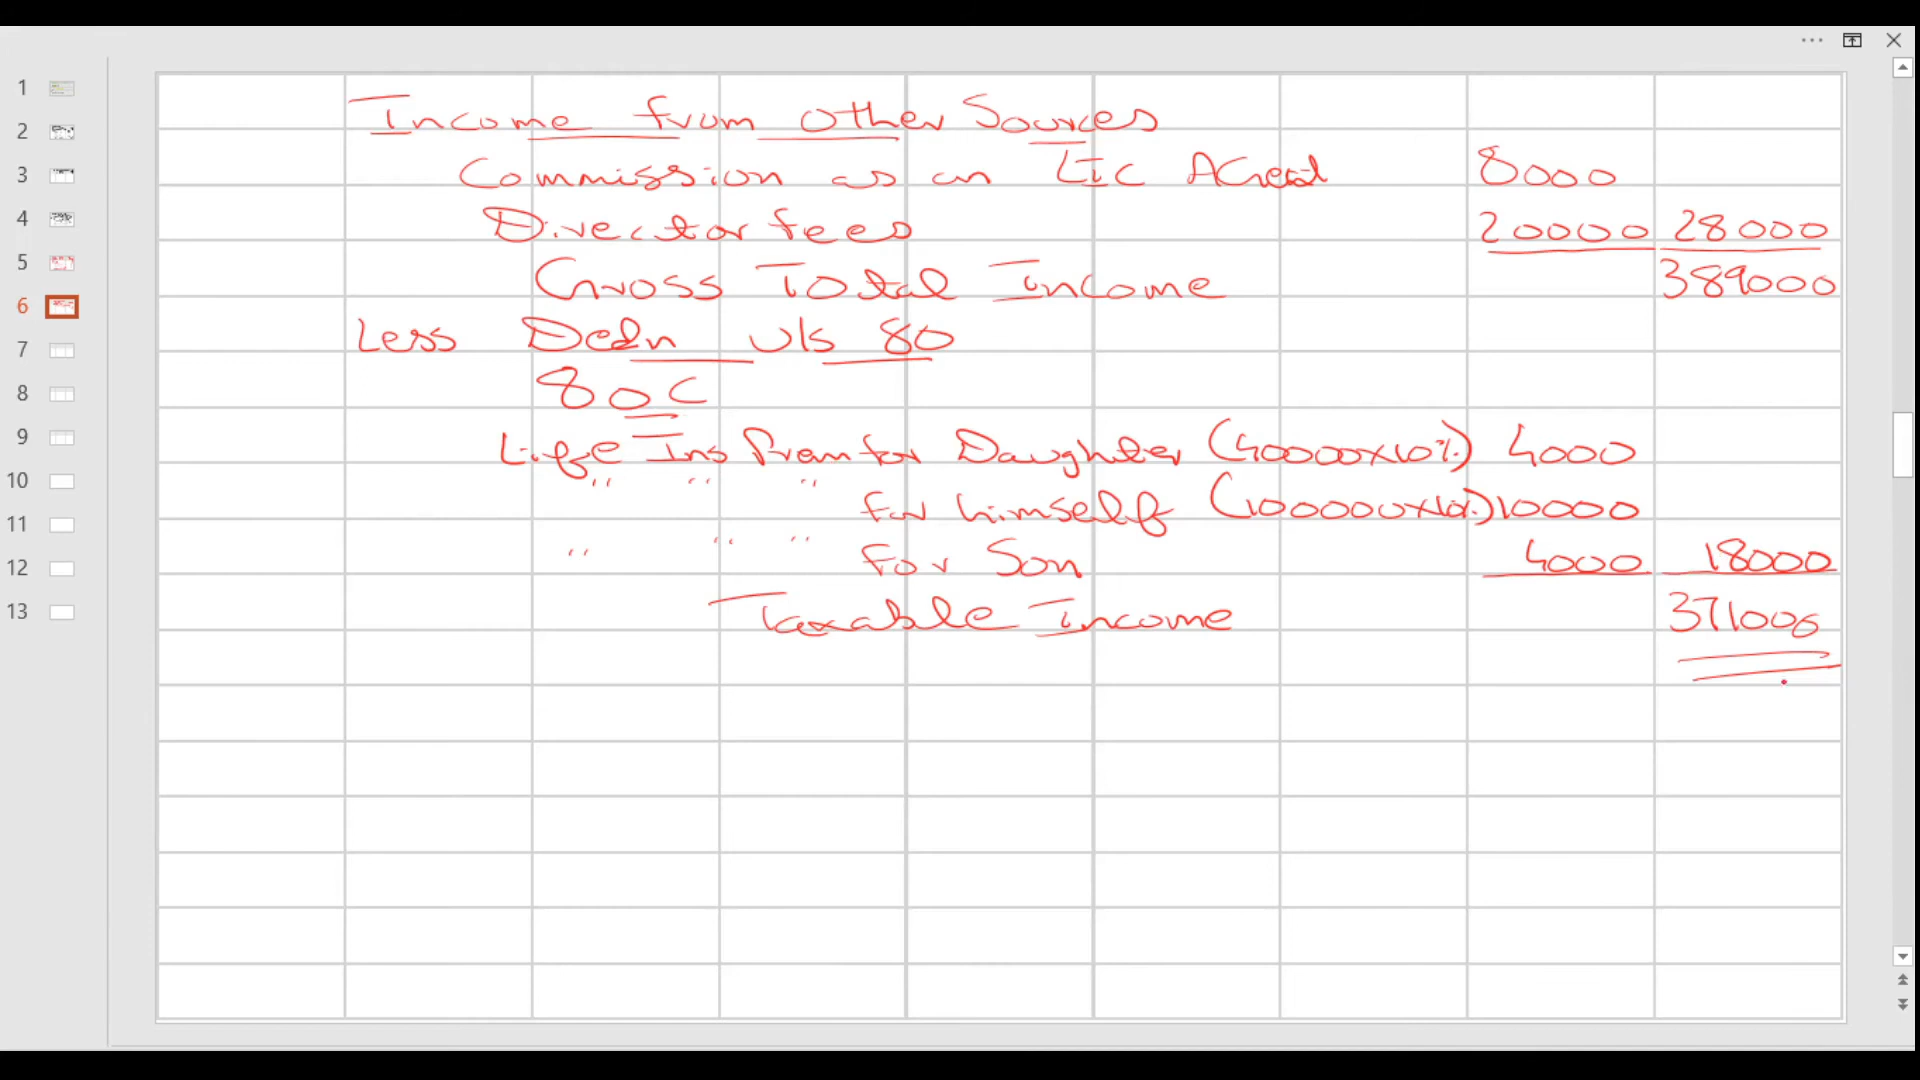 Income from Other Sources
Commission as an LIC AGent 8000
Director fees 20000 28000
Gross Total Income 389000
Less Dedn U/s 80
80C
Life Ins Prem for Daughter (40000x10%) 4000
" " " for himself (100000x10%) 10000
" " " For Son 4000 18000
Taxable Income 371000
1
2
3
4
5
6
7
8
9
10
11
12
13